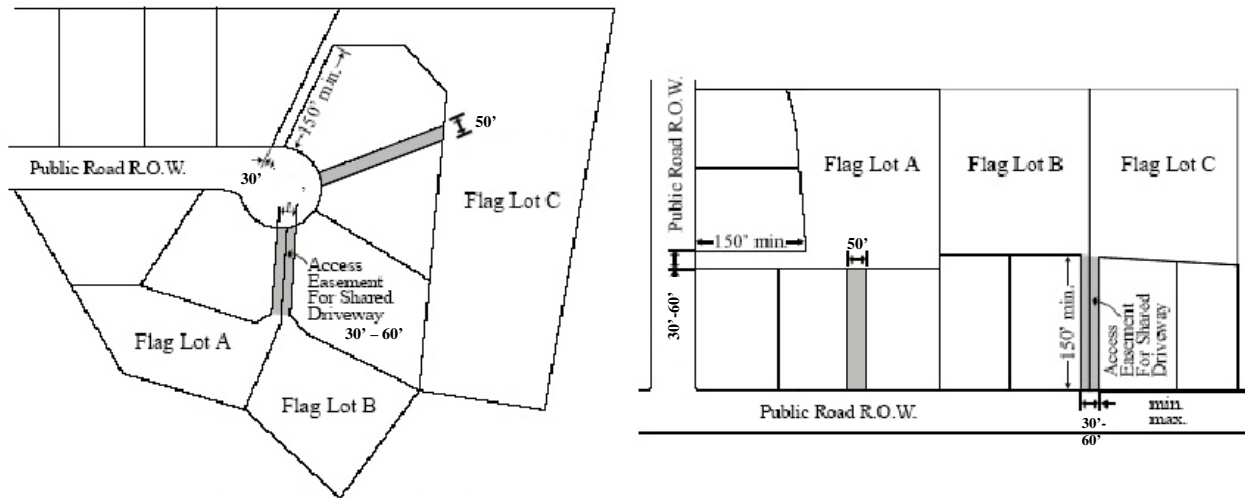 150' min.
50'
Public Road R.O.W.
30'
Flag Lot C
Access
Easement
For Shared
Driveway
30' – 60'
Flag Lot A
Flag Lot B
Public Road R.O.W.
Flag Lot A
Flag Lot B
Flag Lot C
150' min.
50'
30'-60'
150' min.
Access
Easement
For Shared
Driveway
Public Road R.O.W.
30'-
60'
min.
max.